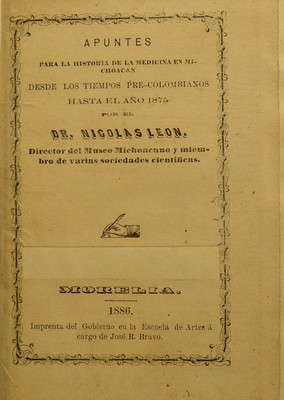 APUNTES
PARA LA HISTORIA DE LA MEDICINA EN MI-
CHOACAN
DESDE LOS TIEMPOS PRE-COLOMBIANOS
HASTA EL AÑO 1875
POR EL
DR. NICOLAS LEON,
Director del Museo Michoacano y miem-
bro de varias sociedades científicas.
MORELIA.
1886.
Imprenta del Gobierno en la Escuela de Artes á
cargo de José R. Bravo.